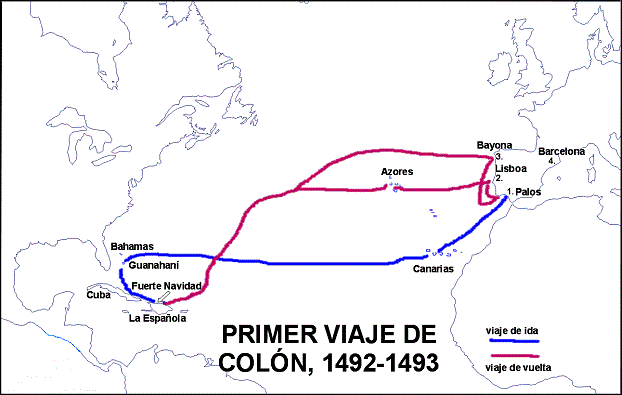 Bayona
3.
Barcelona
4.
Lisboa
2.
Azores
1. Palos
Bahamas
Guanahaní
Canarias
Fuerte Navidad
Cuba
La Española
PRIMER VIAJE DE
COLÓN, 1492-1493
viaje de ida
viaje de vuelta